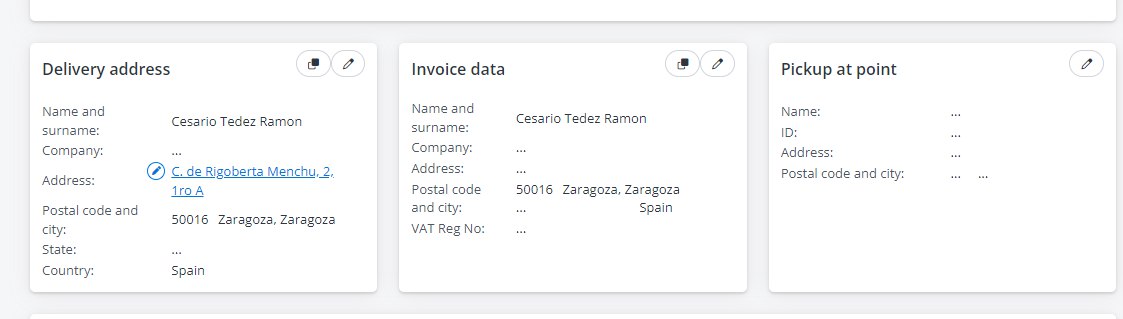 Delivery address
Name and
surname:
Cesario Tedez Ramon
Company:
...
Address:
C. de Rigoberta Menchu, 2,
1ro A
Postal code and
city:
50016 Zaragoza, Zaragoza
State:
...
Country:
Spain
Invoice data
Name and
surname:
Cesario Tedez Ramon
Company:
...
Address:
...
Postal code
and city:
50016 Zaragoza, Zaragoza
... Spain
VAT Reg No:
...
Pickup at point
Name:
...
ID:
...
Address:
...
Postal code and city:
... ...